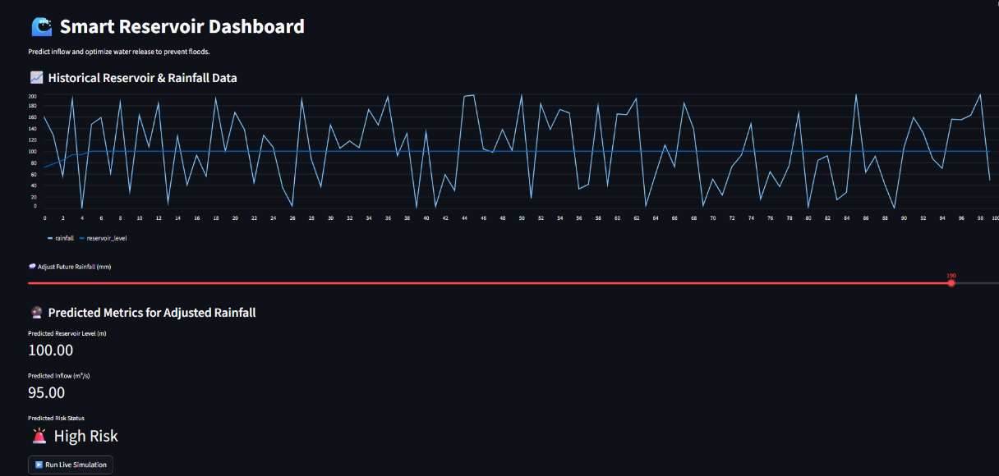 Smart Reservoir Dashboard
Predict inflow and optimize water release to prevent floods.
Historical Reservoir & Rainfall Data
200
180
160
140
120
100
80
60
40
20
0
0 2 4 6 8 10 12 14 16 18 20 22 24 26 28 30 32 34 36 38 40 42 44 46 48 50 52 54 56 58 60 62 64 66 68 70 72 74 76 78 80 82 84 86 88 90 92 94 96 98 100
rainfall reservoir_level
Adjust Future Rainfall (mm)
190
Predicted Metrics for Adjusted Rainfall
Predicted Reservoir Level (m)
100.00
Predicted Inflow (m³/s)
95.00
Predicted Risk Status
High Risk
Run Live Simulation